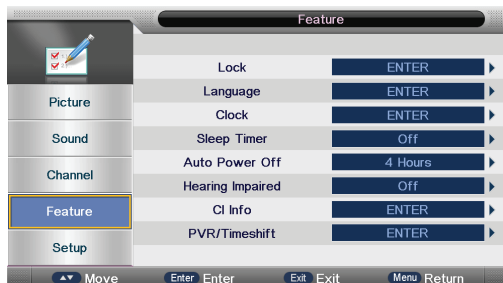 Feature
Lock ENTER
Language ENTER
Picture
Clock ENTER
Sound
Sleep Timer Off
Auto Power Off 4 Hours
Channel
Hearing Impaired Off
Feature
CI Info ENTER
PVR/Timeshift ENTER
Setup
Move Enter Enter Exit Exit Menu Return